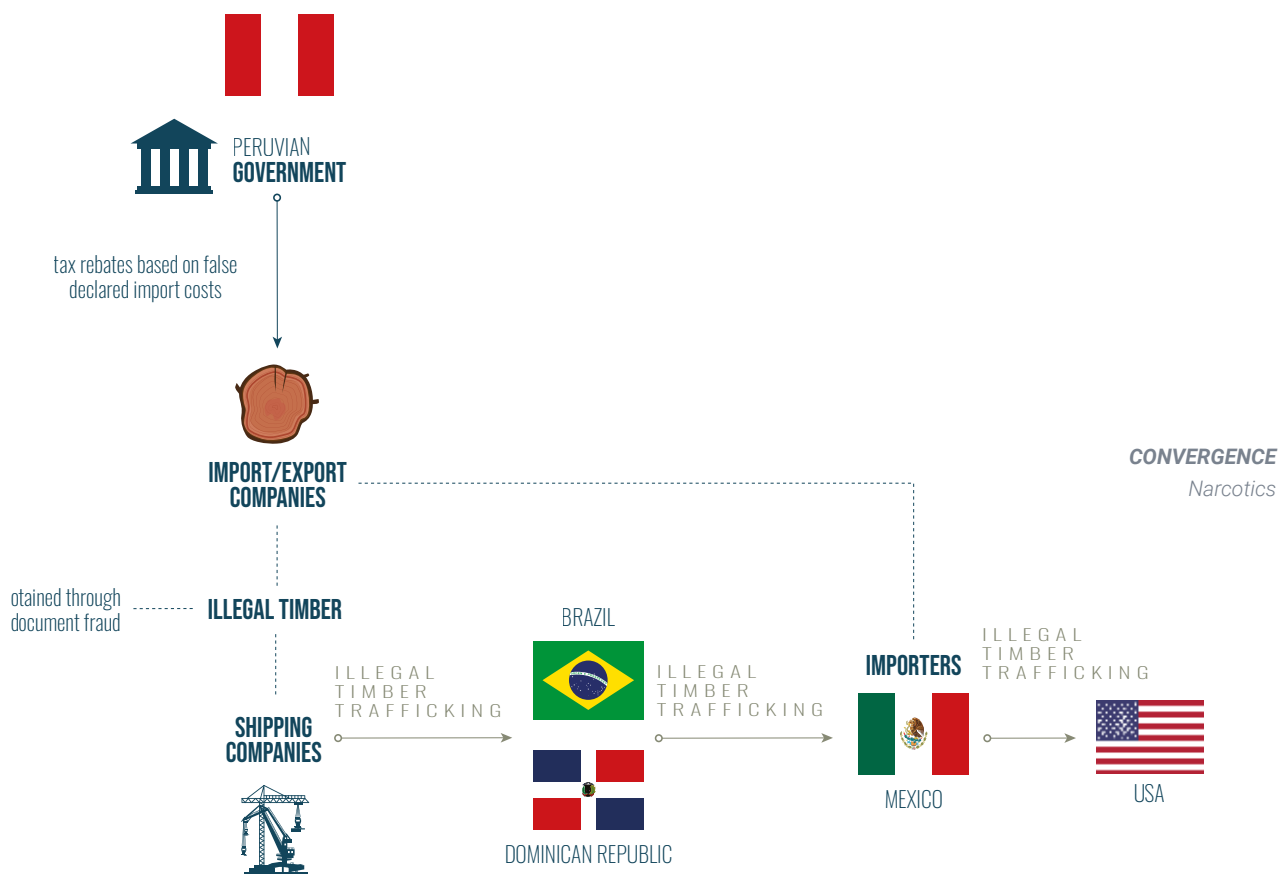 PERUVIAN
GOVERNMENT
tax rebates based on false
declared import costs
IMPORT/EXPORT
COMPANIES
CONVERGENCE
Narcotics
otained through
document fraud
ILLEGAL TIMBER
BRAZIL
ILLEGAL
TIMBER
TRAFFICKING
ILLEGAL
TIMBER
TRAFFICKING
IMPORTERS
ILLEGAL
TIMBER
TRAFFICKING
SHIPPING
COMPANIES
MEXICO
USA
DOMINICAN REPUBLIC